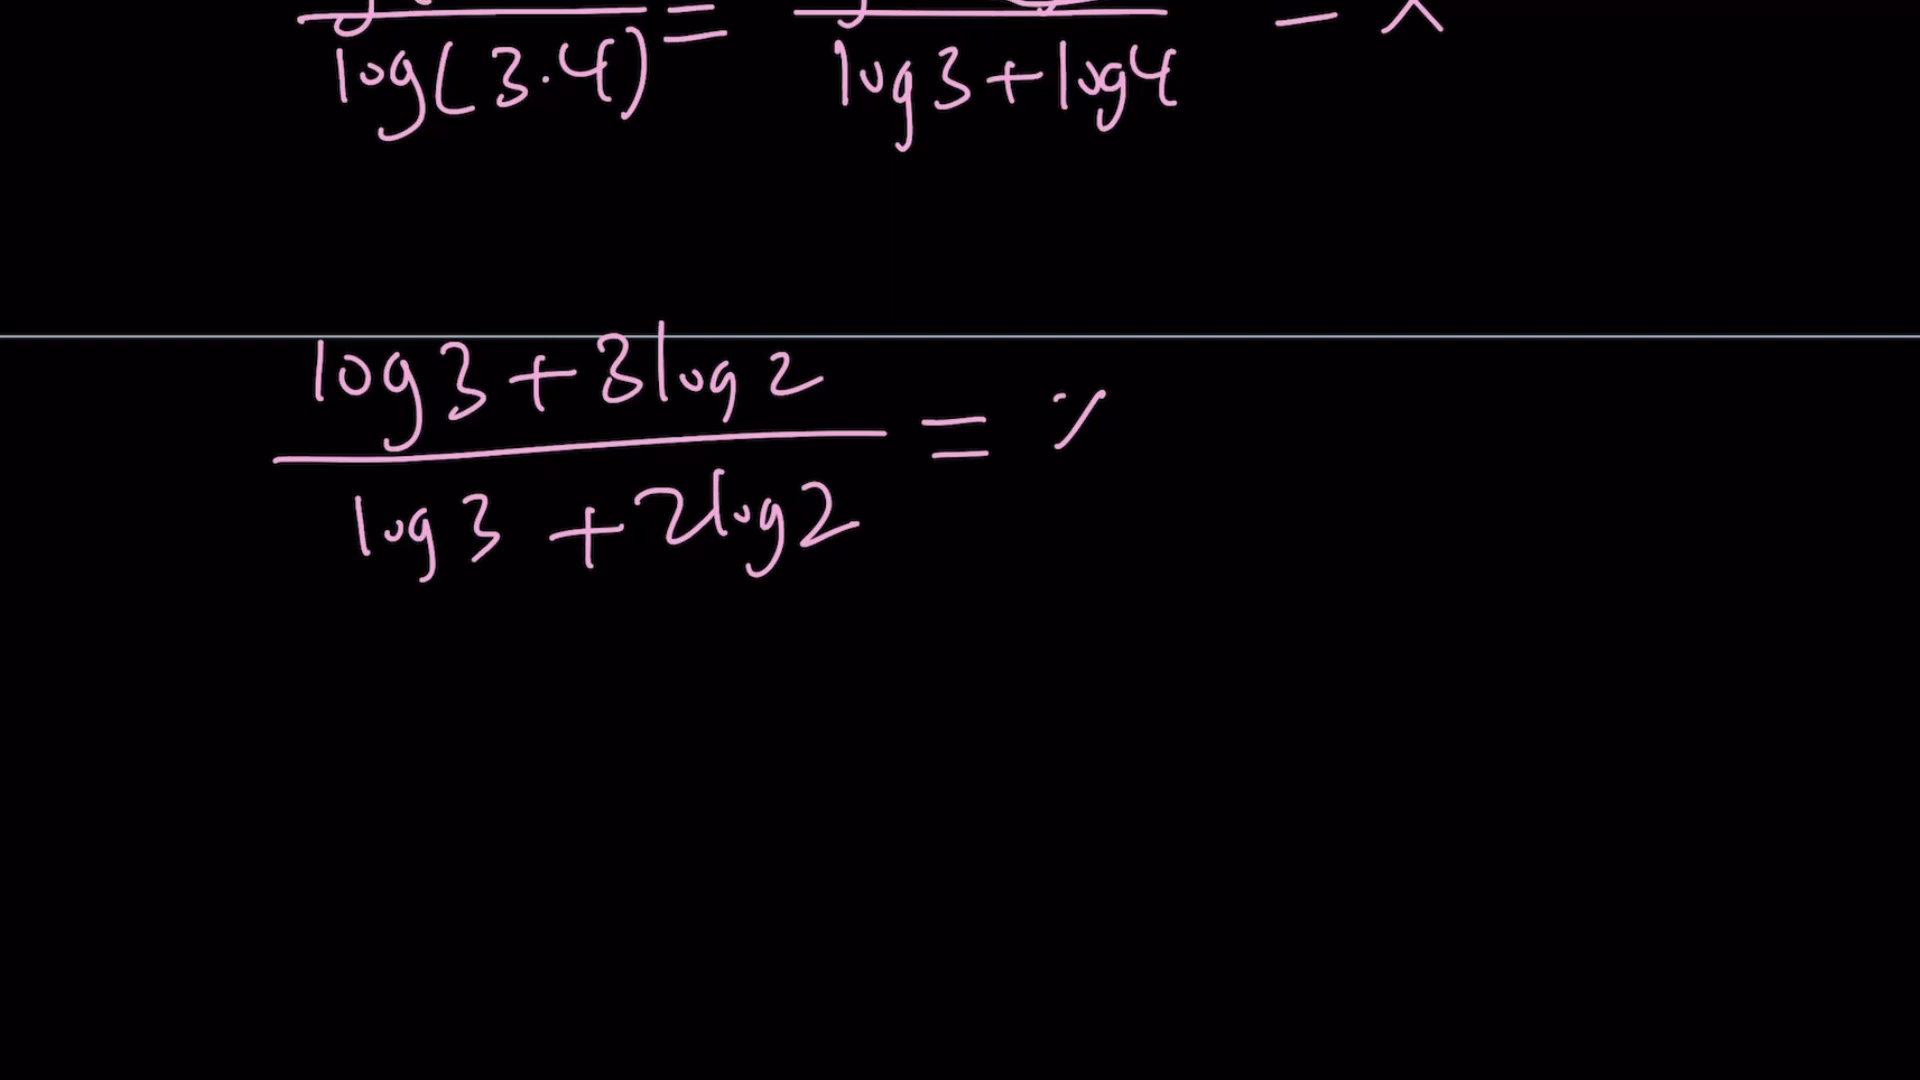 log(3·4) = log3+log4 -
log3+3log2
= x
log3 + 2log2